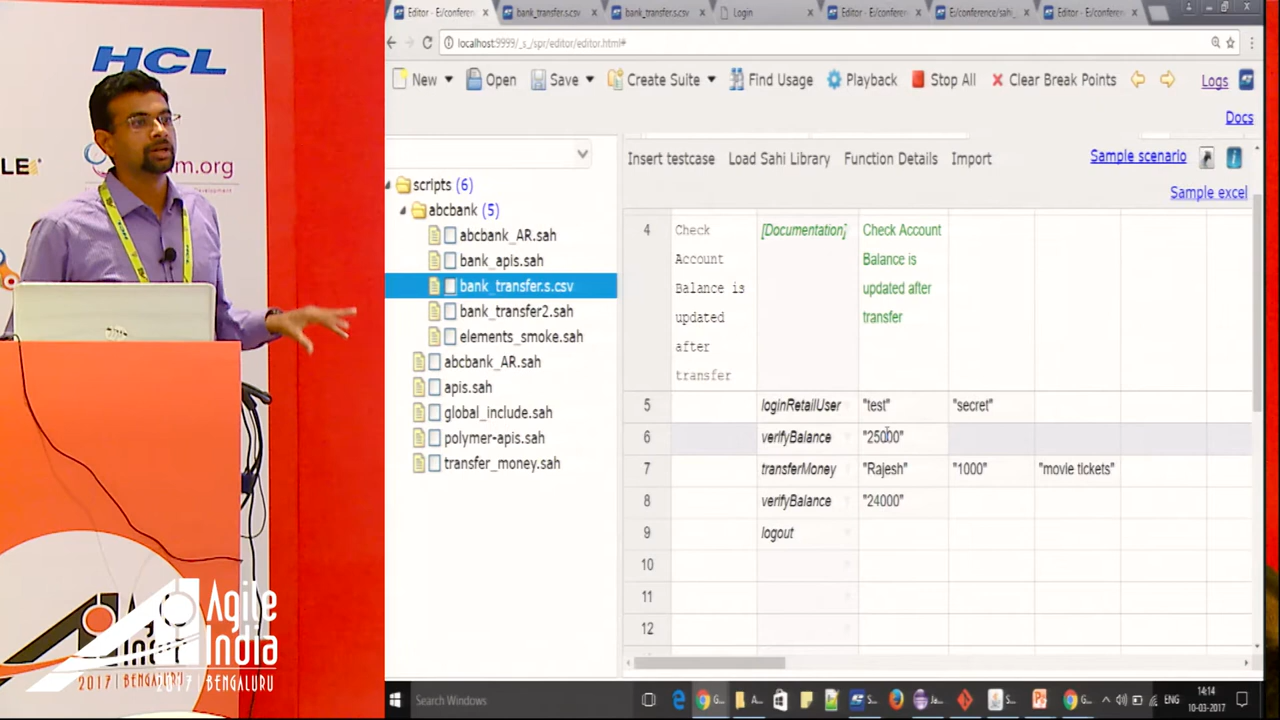 HCL
m.org
LE
Agile
India
2017 | BENGALURU
Editor - E:/conferen
bank_transfer.s.csv
bank_transfer.s.csv
Login
Editor - E:/conferen
E:/conference/sahi_
Editor - E:/conferen
localhost:9999/_s_/spr/editor/editor.html#
New
Open
Save
Create Suite
Find Usage
Playback
Stop All
Clear Break Points
Logs
Docs
Insert testcase
Load Sahi Library
Function Details
Import
Sample scenario
Sample excel
scripts (6)
abcbank (5)
abcbank_AR.sah
bank_apis.sah
bank_transfer.s.csv
bank_transfer2.sah
elements_smoke.sah
abcbank_AR.sah
apis.sah
global_include.sah
polymer-apis.sah
transfer_money.sah
4 Check [Documentation] Check Account
Account Balance is
Balance is updated after
updated transfer
after
transfer
5 loginRetailUser "test" "secret"
6 verifyBalance "25000"
7 transferMoney "Rajesh" "1000" "movie tickets"
8 verifyBalance "24000"
9 logout
10
11
12
Search Windows
G...
A...
S...
Ja...
S...
G...
ENG
14:14
10-03-2017